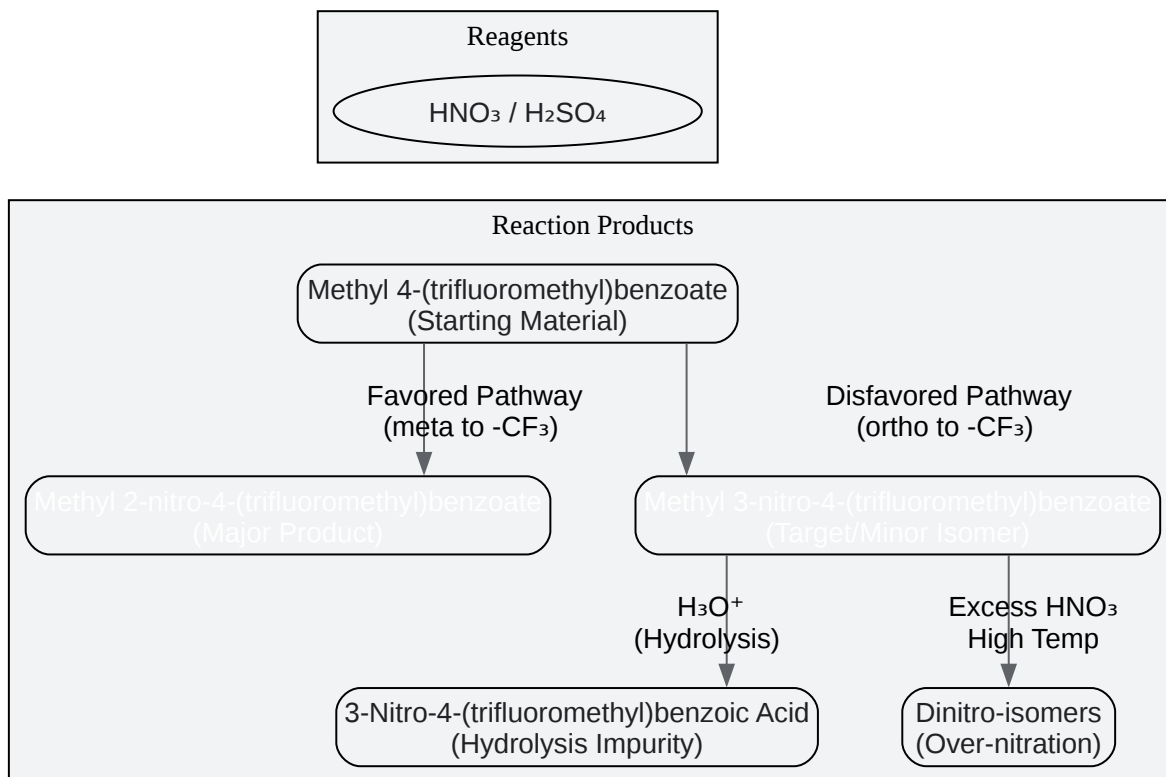 Reagents
HNO₃ / H₂SO₄
Reaction Products
Methyl 4-(trifluoromethyl)benzoate
(Starting Material)
Favored Pathway
(meta to -CF₃)
Disfavored Pathway
(ortho to -CF₃)
Methyl 2-nitro-4-(trifluoromethyl)benzoate
(Major Product)
Methyl 3-nitro-4-(trifluoromethyl)benzoate
(Target/Minor Isomer)
H₃O⁺
(Hydrolysis)
Excess HNO₃
High Temp
3-Nitro-4-(trifluoromethyl)benzoic Acid
(Hydrolysis Impurity)
Dinitro-isomers
(Over-nitration)